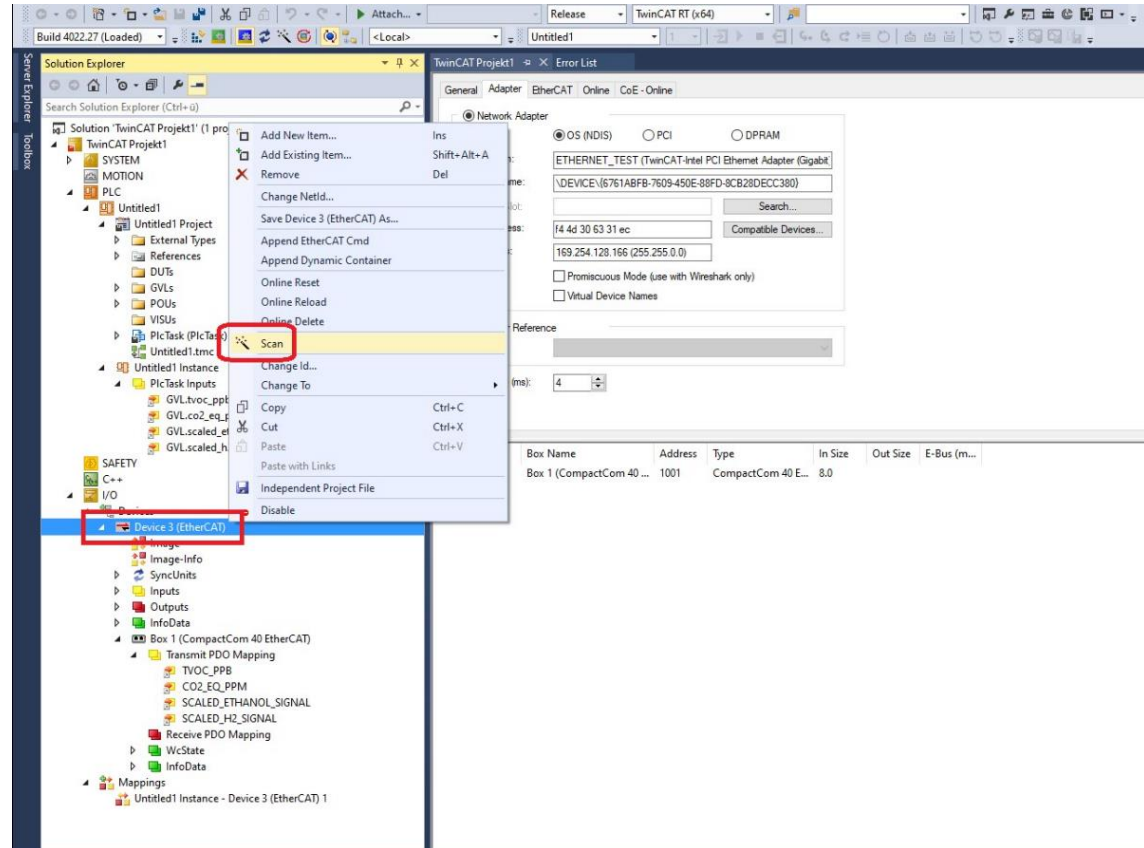 Attach...
Release
TwinCAT RT (x64)
Build 4022.27 (Loaded)
<Local>
Untitled1
1
Server Explorer
Toolbox
Solution Explorer
Search Solution Explorer (Ctrl+ü)
Solution 'TwinCAT Projekt1' (1 pro
TwinCAT Projekt1
SYSTEM
MOTION
PLC
Untitled1
Untitled1 Project
External Types
References
DUTs
GVLs
POUs
VISUs
PlcTask (PlcTask)
Untitled1.tmc
Untitled1 Instance
PlcTask Inputs
GVL.tvoc_ppb
GVL.co2_eq_p
GVL.scaled_et
GVL.scaled_h
SAFETY
C++
I/O
Devices
Device 3 (EtherCAT)
Image
Image-Info
SyncUnits
Inputs
Outputs
InfoData
Box 1 (CompactCom 40 EtherCAT)
Transmit PDO Mapping
TVOC_PPB
CO2_EQ_PPM
SCALED_ETHANOL_SIGNAL
SCALED_H2_SIGNAL
Receive PDO Mapping
WcState
InfoData
Mappings
Untitled1 Instance - Device 3 (EtherCAT) 1
Add New Item... Ins
Add Existing Item... Shift+Alt+A
Remove Del
Change NetId...
Save Device 3 (EtherCAT) As...
Append EtherCAT Cmd
Append Dynamic Container
Online Reset
Online Reload
Online Delete
Scan
Change Id...
Change To
Copy Ctrl+C
Cut Ctrl+X
Paste Ctrl+V
Paste with Links
Independent Project File
Disable
TwinCAT Projekt1 Error List
General Adapter EtherCAT Online CoE - Online
Network Adapter
OS (NDIS) PCI DPRAM
ETHERNET_TEST (TwinCAT-Intel PCI Ethernet Adapter (Gigabit)
me: \DEVICE\{6761ABFB-7609-450E-88FD-8CB28DECC380}
lot: Search...
ess: f4 4d 30 63 31 ec Compatible Devices...
169.254.128.166 (255.255.0.0)
Promiscuous Mode (use with Wireshark only)
Virtual Device Names
Reference
(ms): 4
Box Name Address Type In Size Out Size E-Bus (m...
Box 1 (CompactCom 40 ... 1001 CompactCom 40 E... 8.0